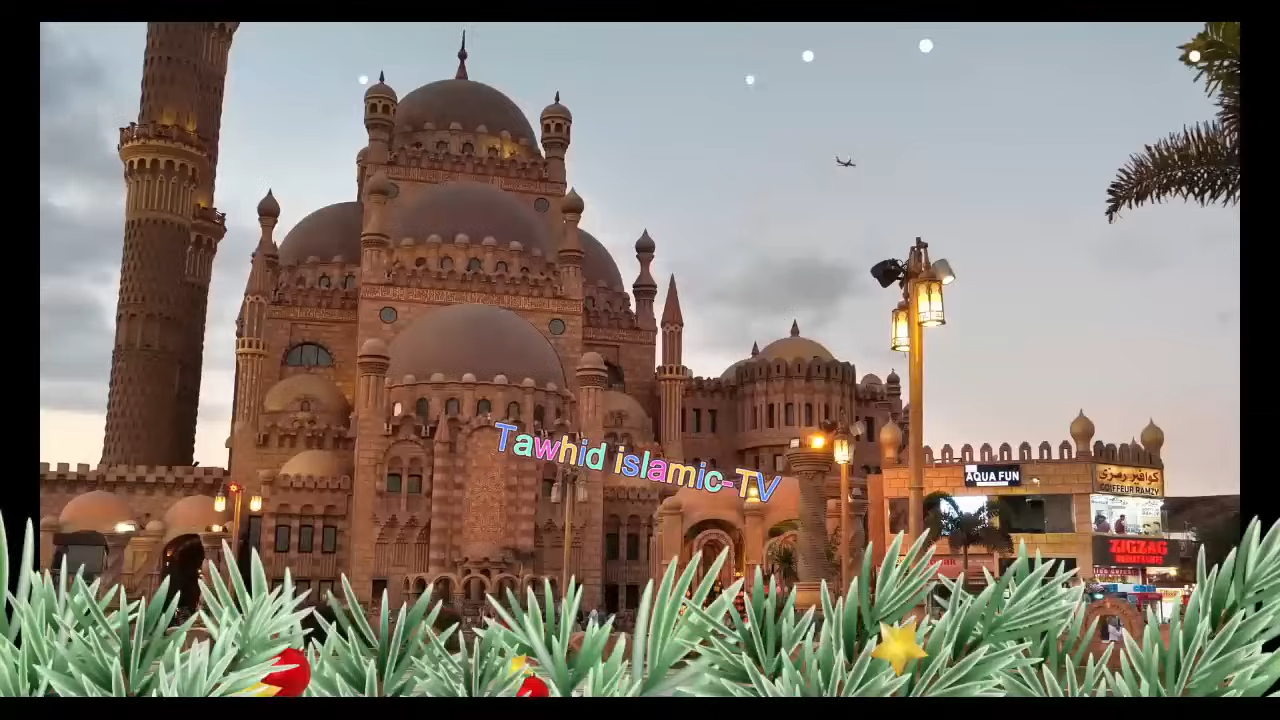 Tawhid islamic-TV
AQUA FUN
كوافير رمزي
COIFFEUR RAMZY
ZIGZAG